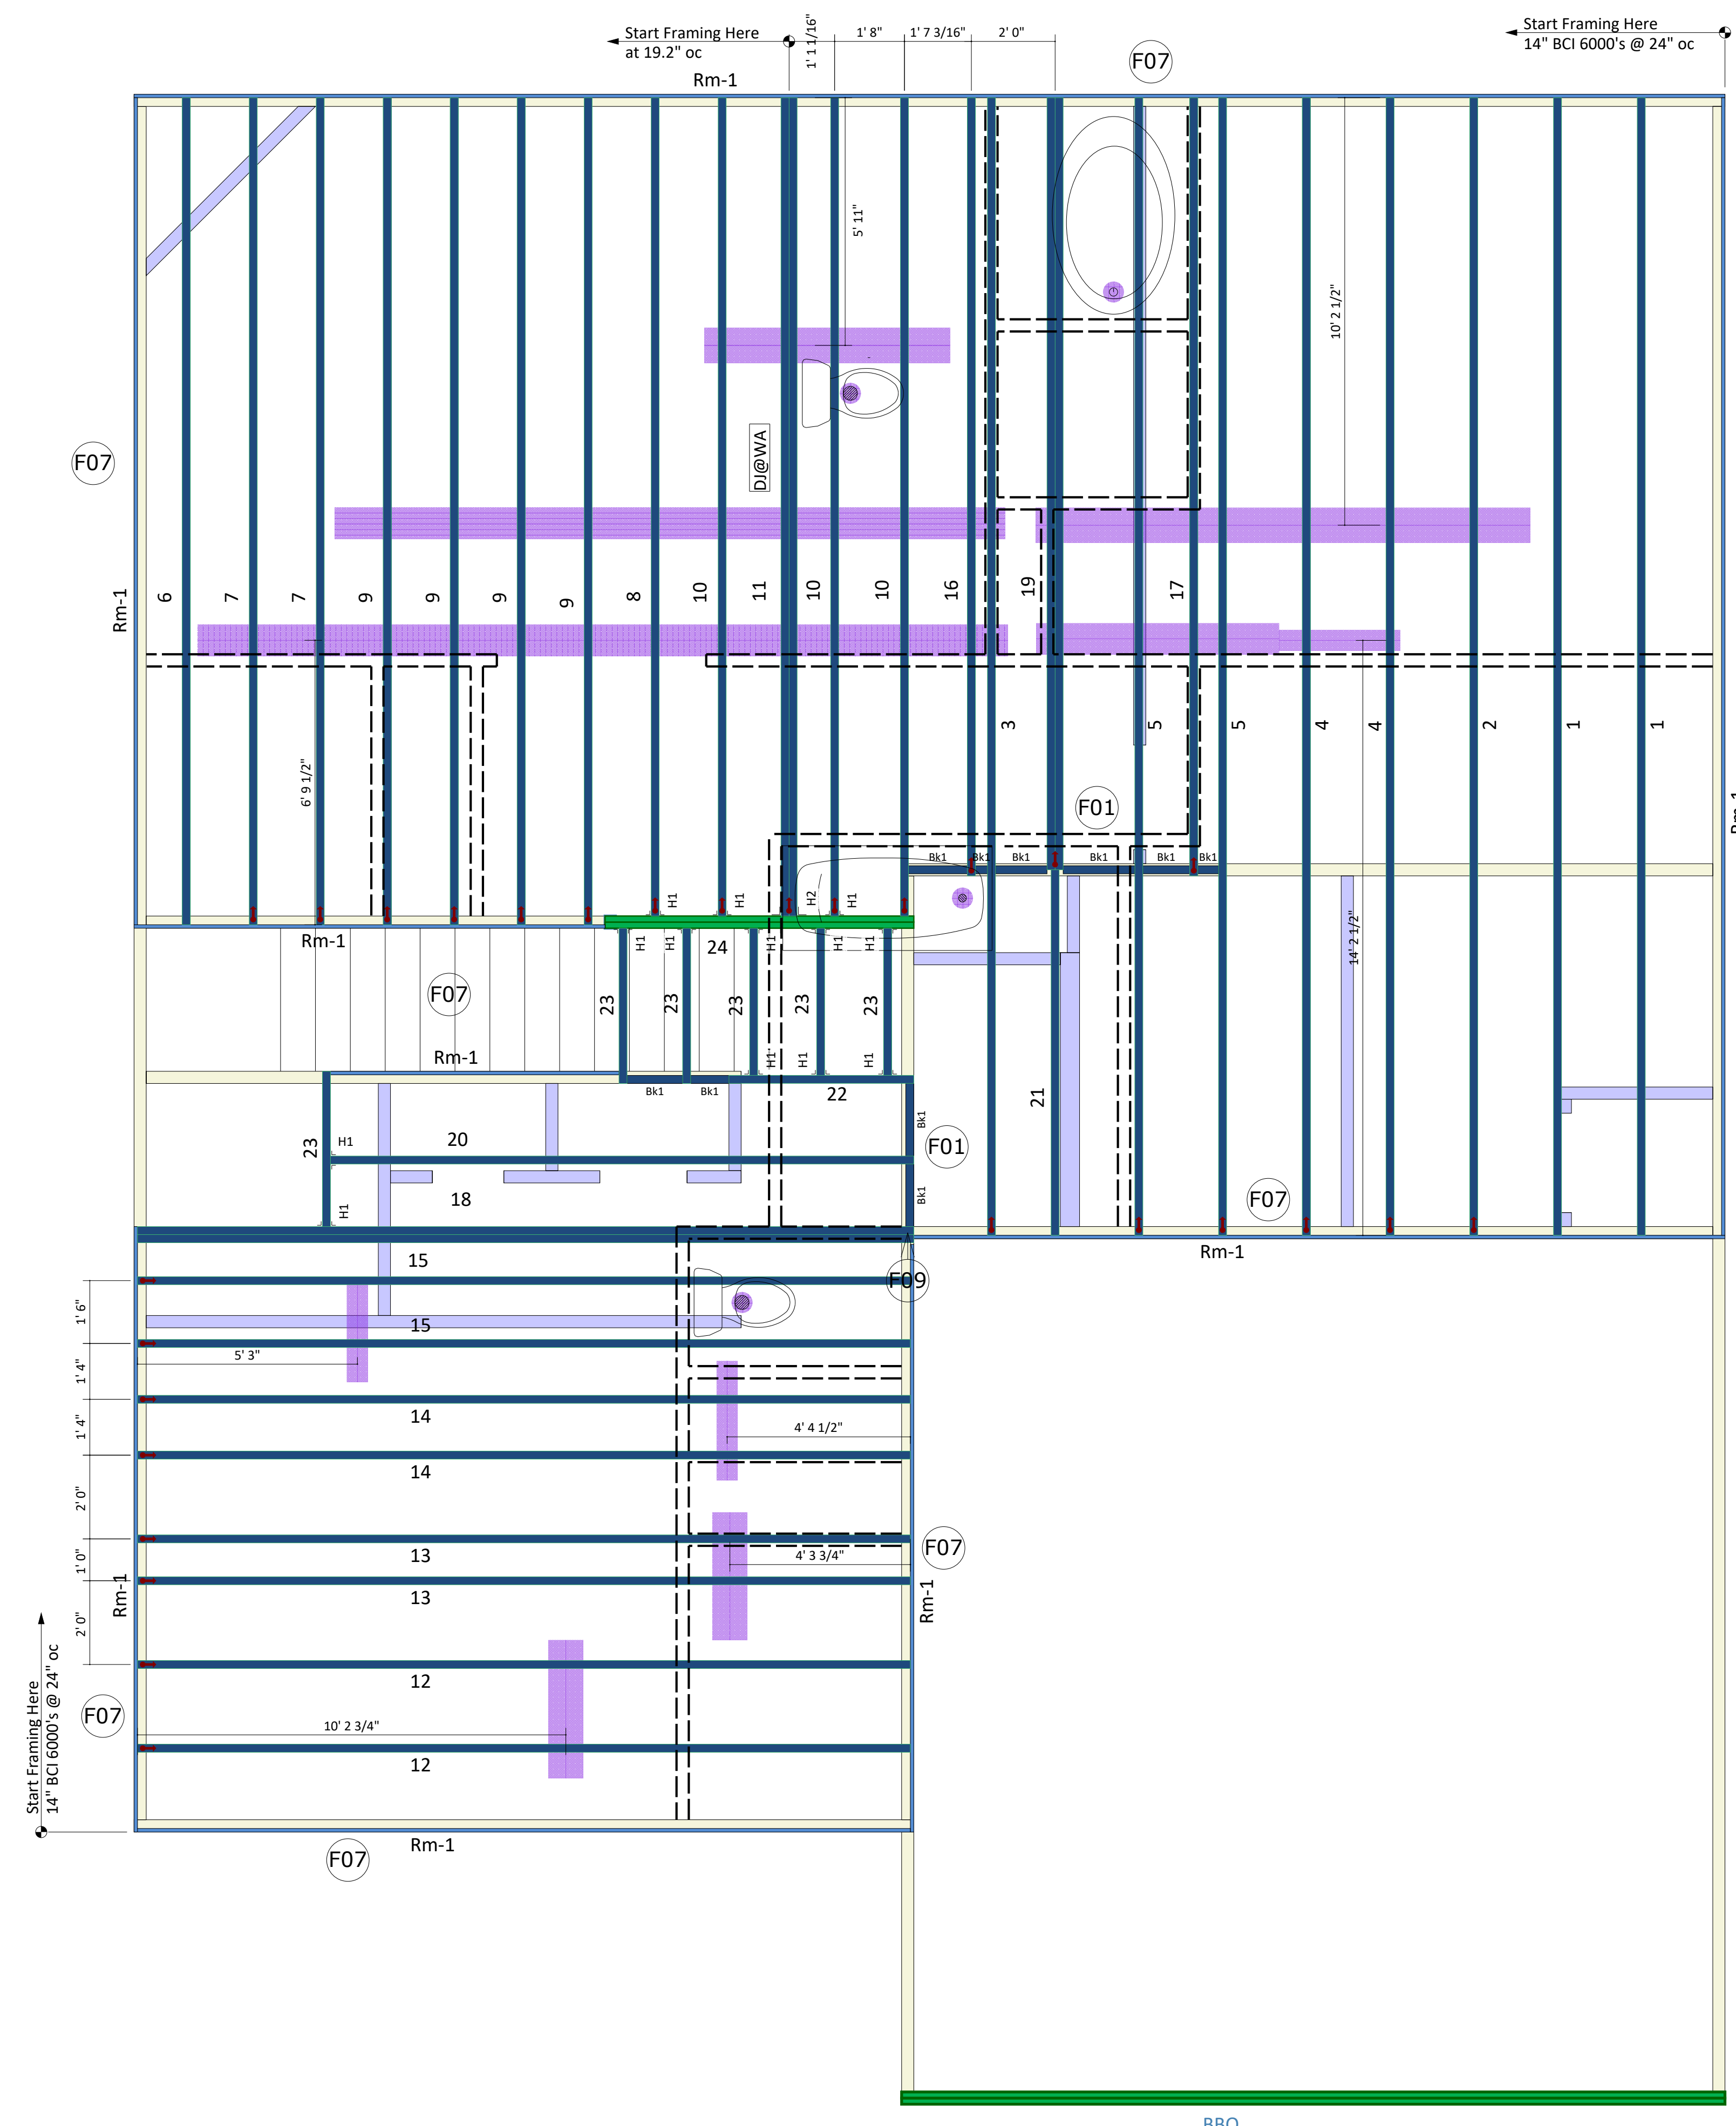 Start Framing Here
at 19.2" oc
1' 1 1/16"
1' 8"
1' 7 3/16"
2' 0"
Start Framing Here
14" BCI 6000's @ 24" oc
F07
Rm-1
5' 11"
10' 2 1/2"
F07
DJ@WA
Rm-1
6
7
7
9
9
9
9
8
10
11
10
10
16
19
17
3
5
5
4
4
2
1
1
Rm-1
6' 9 1/2"
F01
Bk1
Bk1
Bk1
Bk1
Bk1
Bk1
H1
H1
H2
H1
Rm-1
24
H1
H1
H1
H1
H1
14' 2 1/2"
F07
23
23
23
23
23
Rm-1
H1
H1
H1
Bk1
Bk1
22
21
Bk1
F01
23
H1
20
18
H1
Bk1
F07
Rm-1
15
F09
1' 6"
15
5' 3"
1' 4"
14
1' 4"
4' 4 1/2"
14
2' 0"
13
4' 3 3/4"
F07
1' 0"
13
Rm-1
Rm-1
2' 0"
12
Start Framing Here
14" BCI 6000's @ 24" oc
F07
10' 2 3/4"
12
Rm-1
F07
BBO